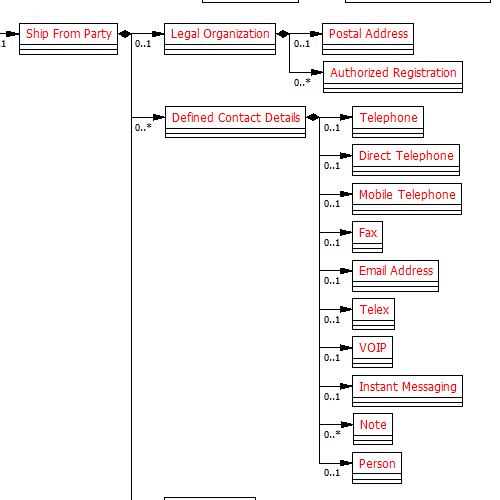 Ship From Party
Legal Organization
Postal Address
..1
0..1
0..1
Authorized Registration
0..*
Defined Contact Details
Telephone
0..*
0..1
Direct Telephone
0..1
Mobile Telephone
0..1
Fax
0..1
Email Address
0..1
Telex
0..1
VOIP
0..1
Instant Messaging
0..1
Note
0..*
Person
0..1